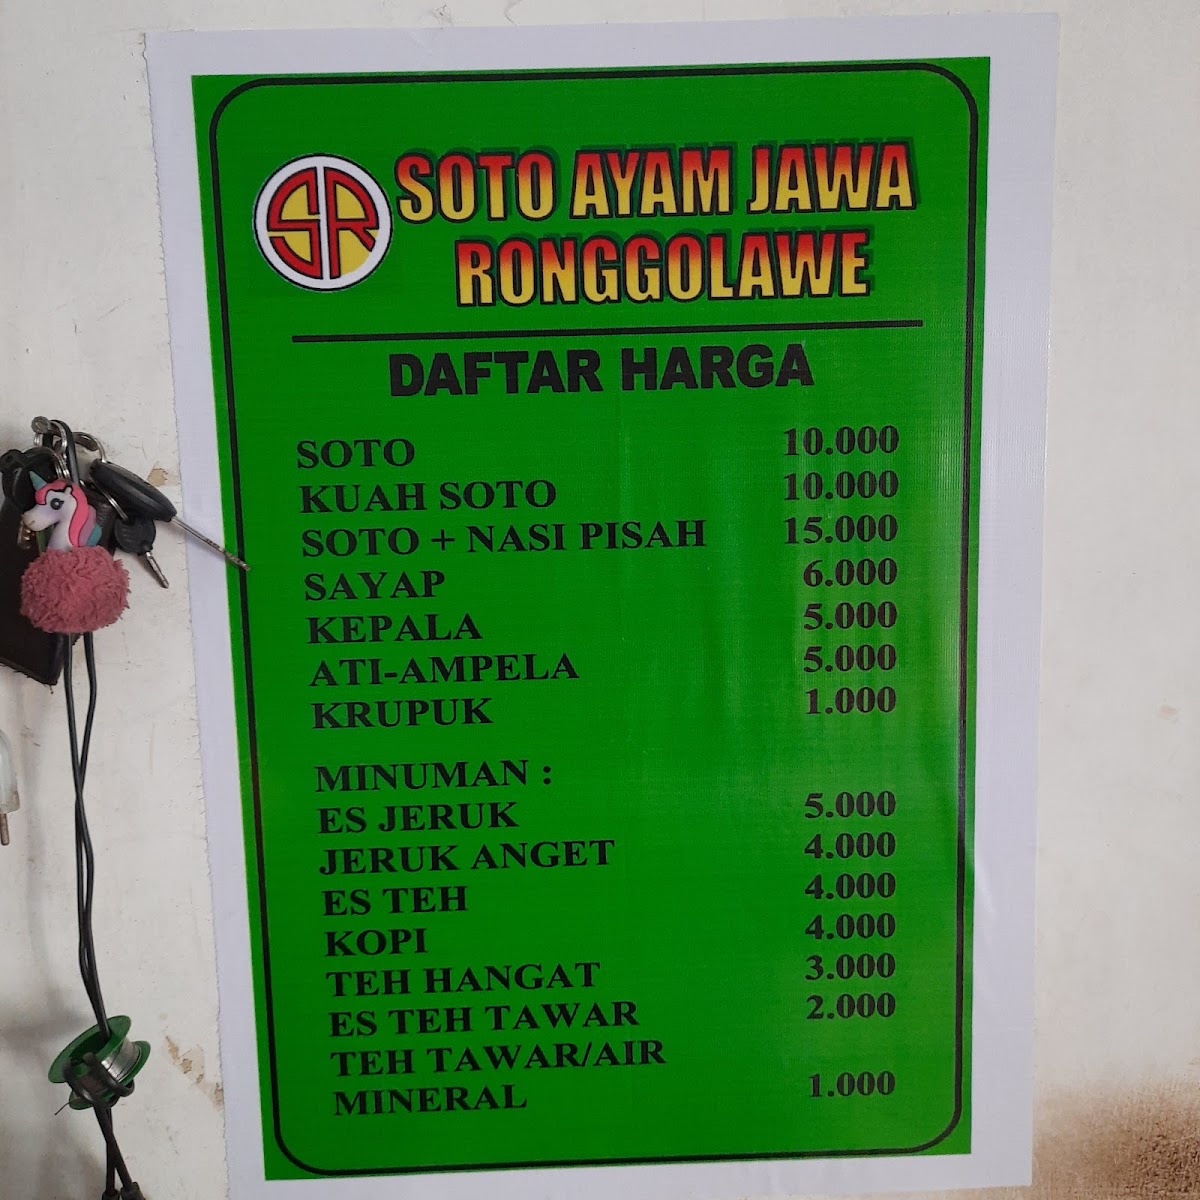 SR SOTO AYAM JAWA
RONGGOLAWE
DAFTAR HARGA
SOTO 10.000
KUAH SOTO 10.000
SOTO + NASI PISAH 15.000
SAYAP 6.000
KEPALA 5.000
ATI-AMPELA 5.000
KRUPUK 1.000
MINUMAN :
ES JERUK 5.000
JERUK ANGET 4.000
ES TEH 4.000
KOPI 4.000
TEH HANGAT 3.000
ES TEH TAWAR 2.000
TEH TAWAR/AIR
MINERAL 1.000